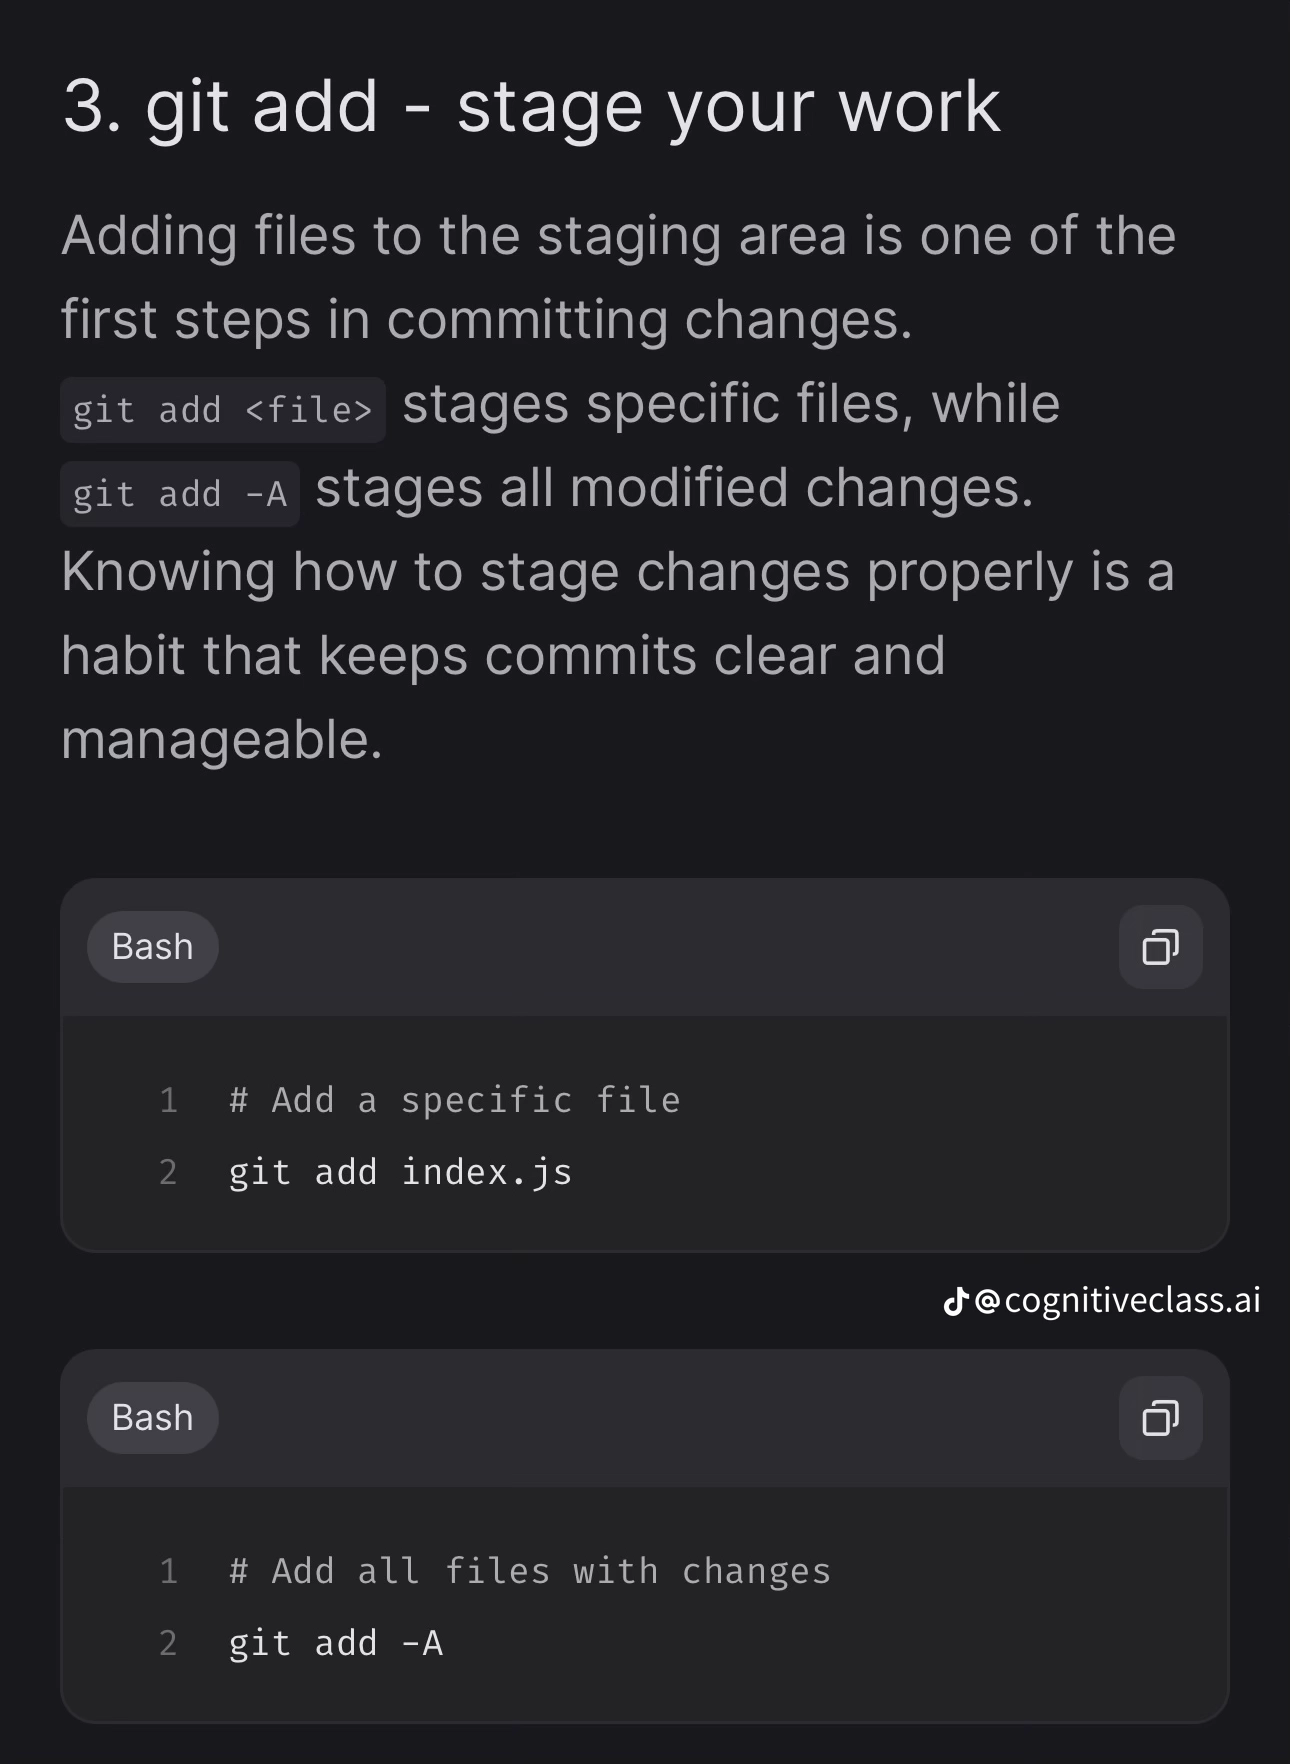 3. git add - stage your work
Adding files to the staging area is one of the
first steps in committing changes.
git add <file> stages specific files, while
git add -A stages all modified changes.
Knowing how to stage changes properly is a
habit that keeps commits clear and
manageable.
Bash
1 # Add a specific file
2 git add index.js
@cognitiveclass.ai
Bash
1 # Add all files with changes
2 git add -A